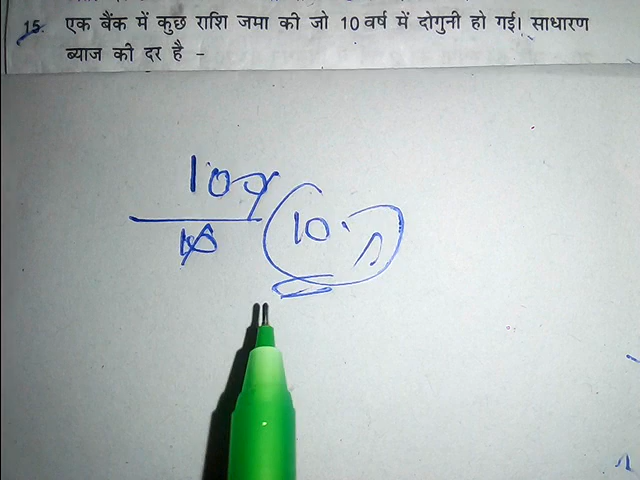 15. एक बैंक में कुछ राशि जमा की जो 10 वर्ष में दोगुनी हो गई। साधारण
ब्याज की दर है -
100
10
10